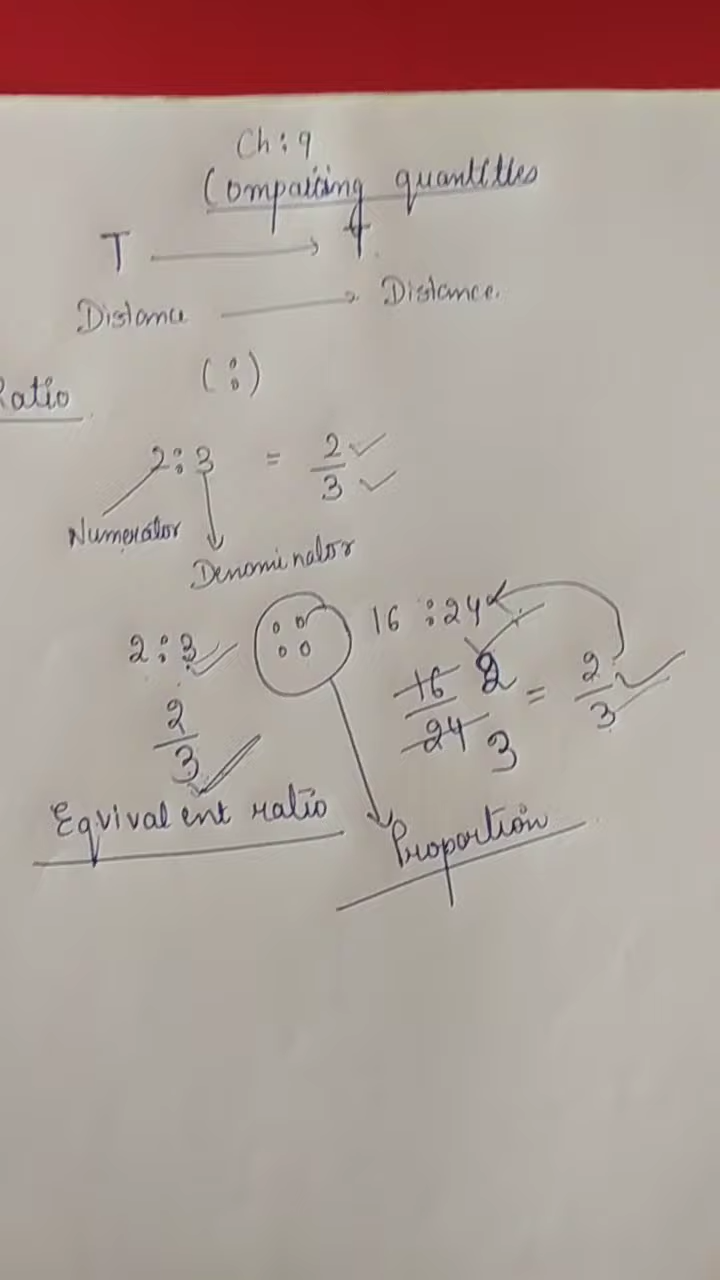 Ch: 9
Comparing quantities
T → T
Distance → Distance.
Ratio (:)
2:3 = 2/3
Numerator
Denominator
2:3 :: 16:24
2/3 16/24 2/3 = 2/3
Eqvivalent ratio
Proportion